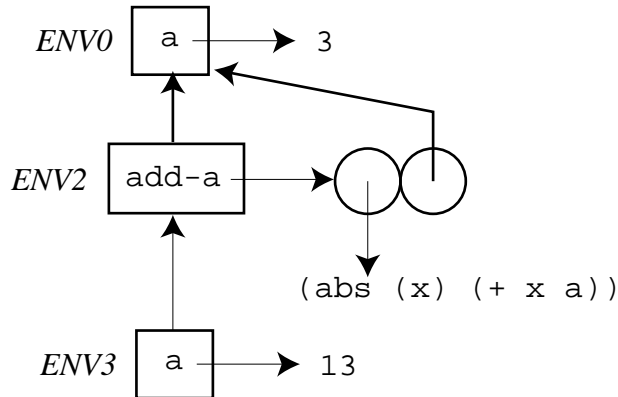 ENV0 a 3
ENV2 add-a
(abs (x) (+ x a))
ENV3 a 13